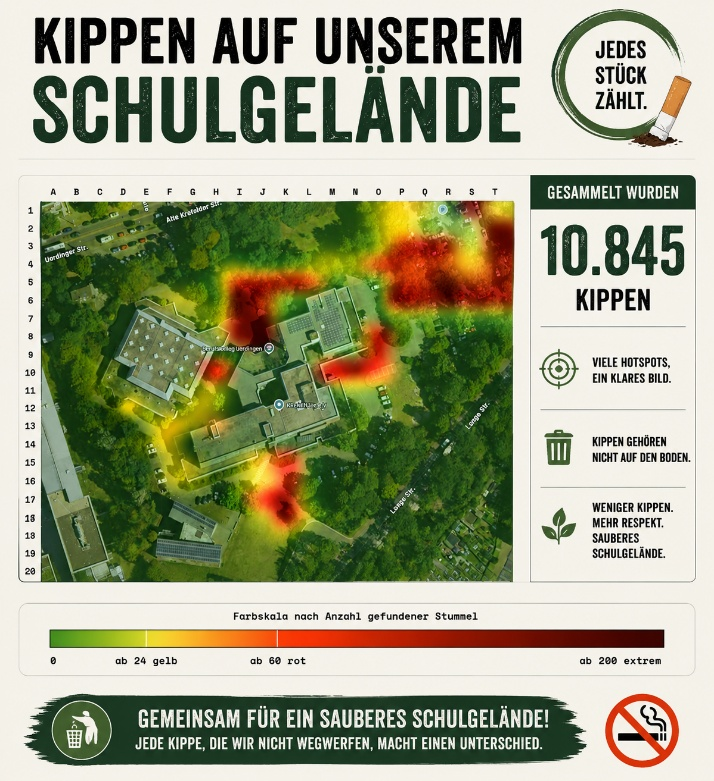 KIPPEN AUF UNSEREM
SCHULGELÄNDE
JEDES
STÜCK
ZÄHLT.
A B C D E F G H I J K L M N O P Q R S T
1
2
3
4
5
6
7
8
9
10
11
12
13
14
15
16
17
18
19
20
Alte Krefelder Str.
Uerdinger Str.
Lange Str.
Lange Str.
GESAMMELT WURDEN
10.845
KIPPEN
VIELE HOTSPOTS,
EIN KLARES BILD.
KIPPEN GEHÖREN
NICHT AUF DEN BODEN.
WENIGER KIPPEN.
MEHR RESPEKT.
SAUBERES
SCHULGELÄNDE.
Farbskala nach Anzahl gefundener Stummel
0 ab 24 gelb ab 60 rot ab 200 extrem
GEMEINSAM FÜR EIN SAUBERES SCHULGELÄNDE!
JEDE KIPPE, DIE WIR NICHT WEGWERFEN, MACHT EINEN UNTERSCHIED.